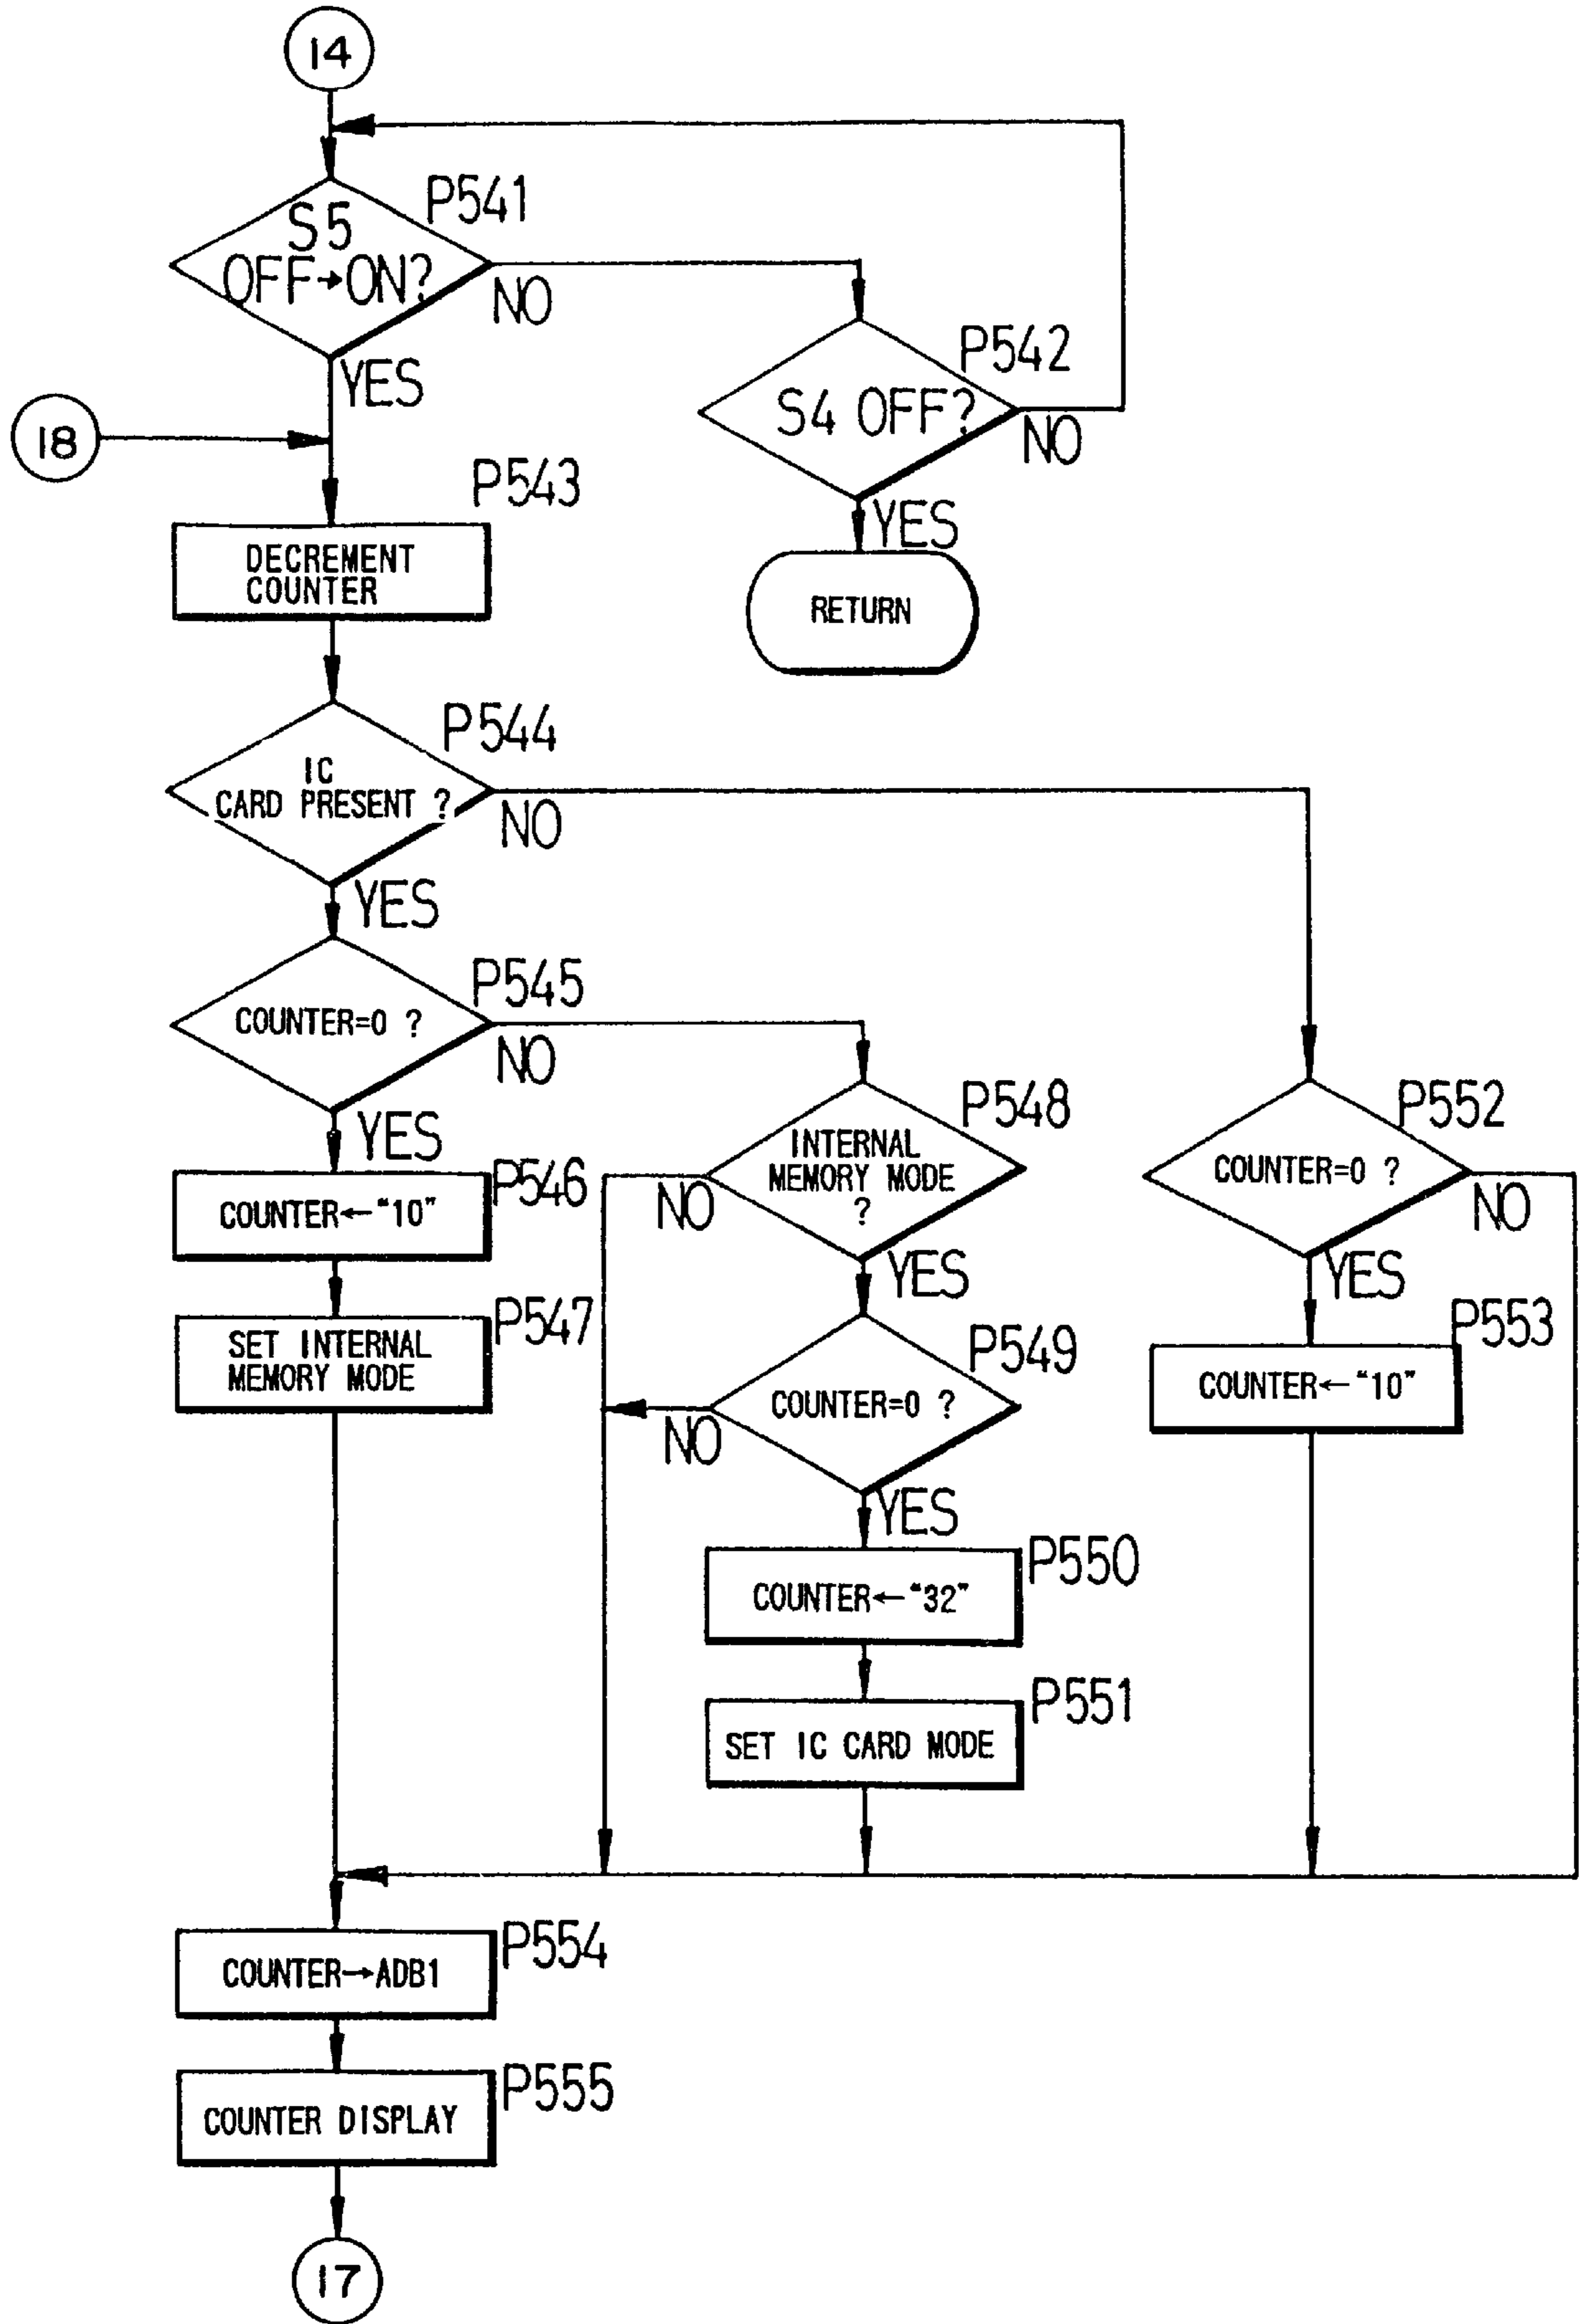 14
P541
S5
OFF→ON?
NO
YES
P542
S4 OFF?
NO
YES
RETURN
18
P543
DECREMENT
COUNTER
P544
IC
CARD PRESENT ?
NO
YES
P545
COUNTER=0 ?
NO
YES
P546
COUNTER←"10"
P547
SET INTERNAL
MEMORY MODE
P548
INTERNAL
MEMORY MODE
?
NO
YES
P549
COUNTER=0 ?
NO
YES
P550
COUNTER←"32"
P551
SET IC CARD MODE
P552
COUNTER=0 ?
NO
YES
P553
COUNTER←"10"
P554
COUNTER→ADB1
P555
COUNTER DISPLAY
17